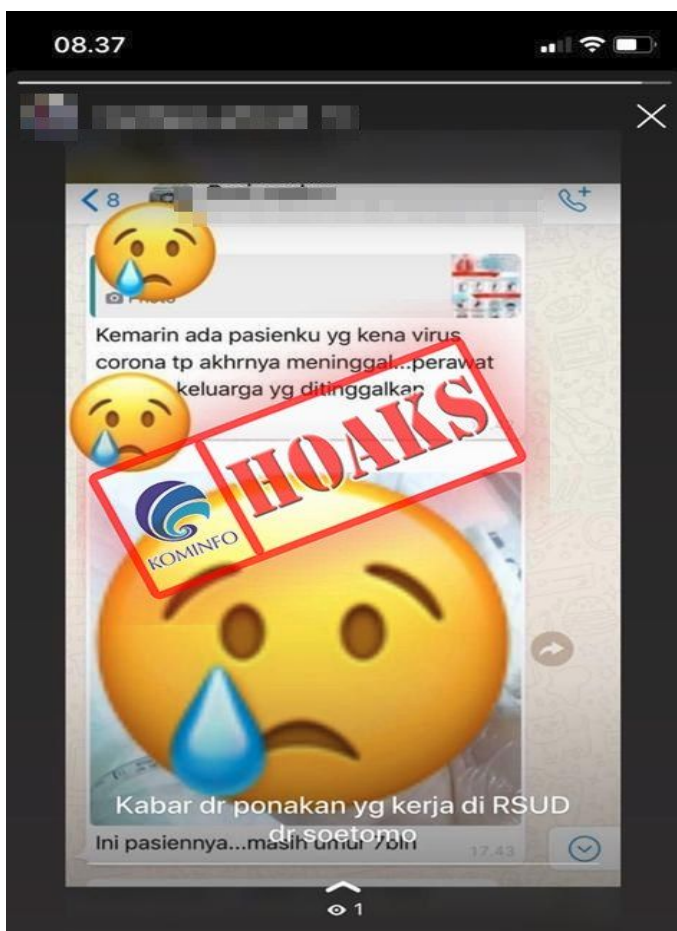 08.37
8
Photo
Kemarin ada pasienku yg kena virus
corona tp akhrnya meninggal...perawat
keluarga yg ditinggalkan
HOAKS
KOMINFO
Kabar dr ponakan yg kerja di RSUD
dr.soetomo
Ini pasiennya...masih umur 7bln
17.43
1